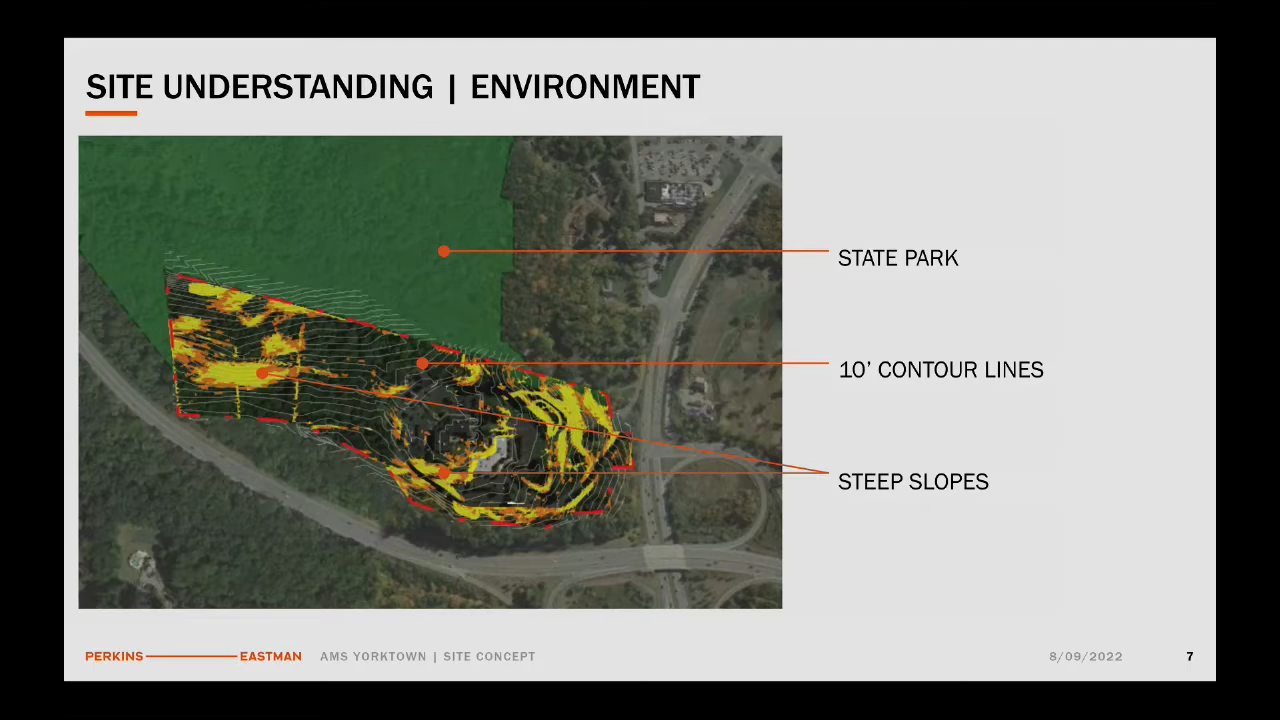 SITE UNDERSTANDING | ENVIRONMENT
STATE PARK
10' CONTOUR LINES
STEEP SLOPES
PERKINS EASTMAN AMS YORKTOWN | SITE CONCEPT 8/09/2022 7